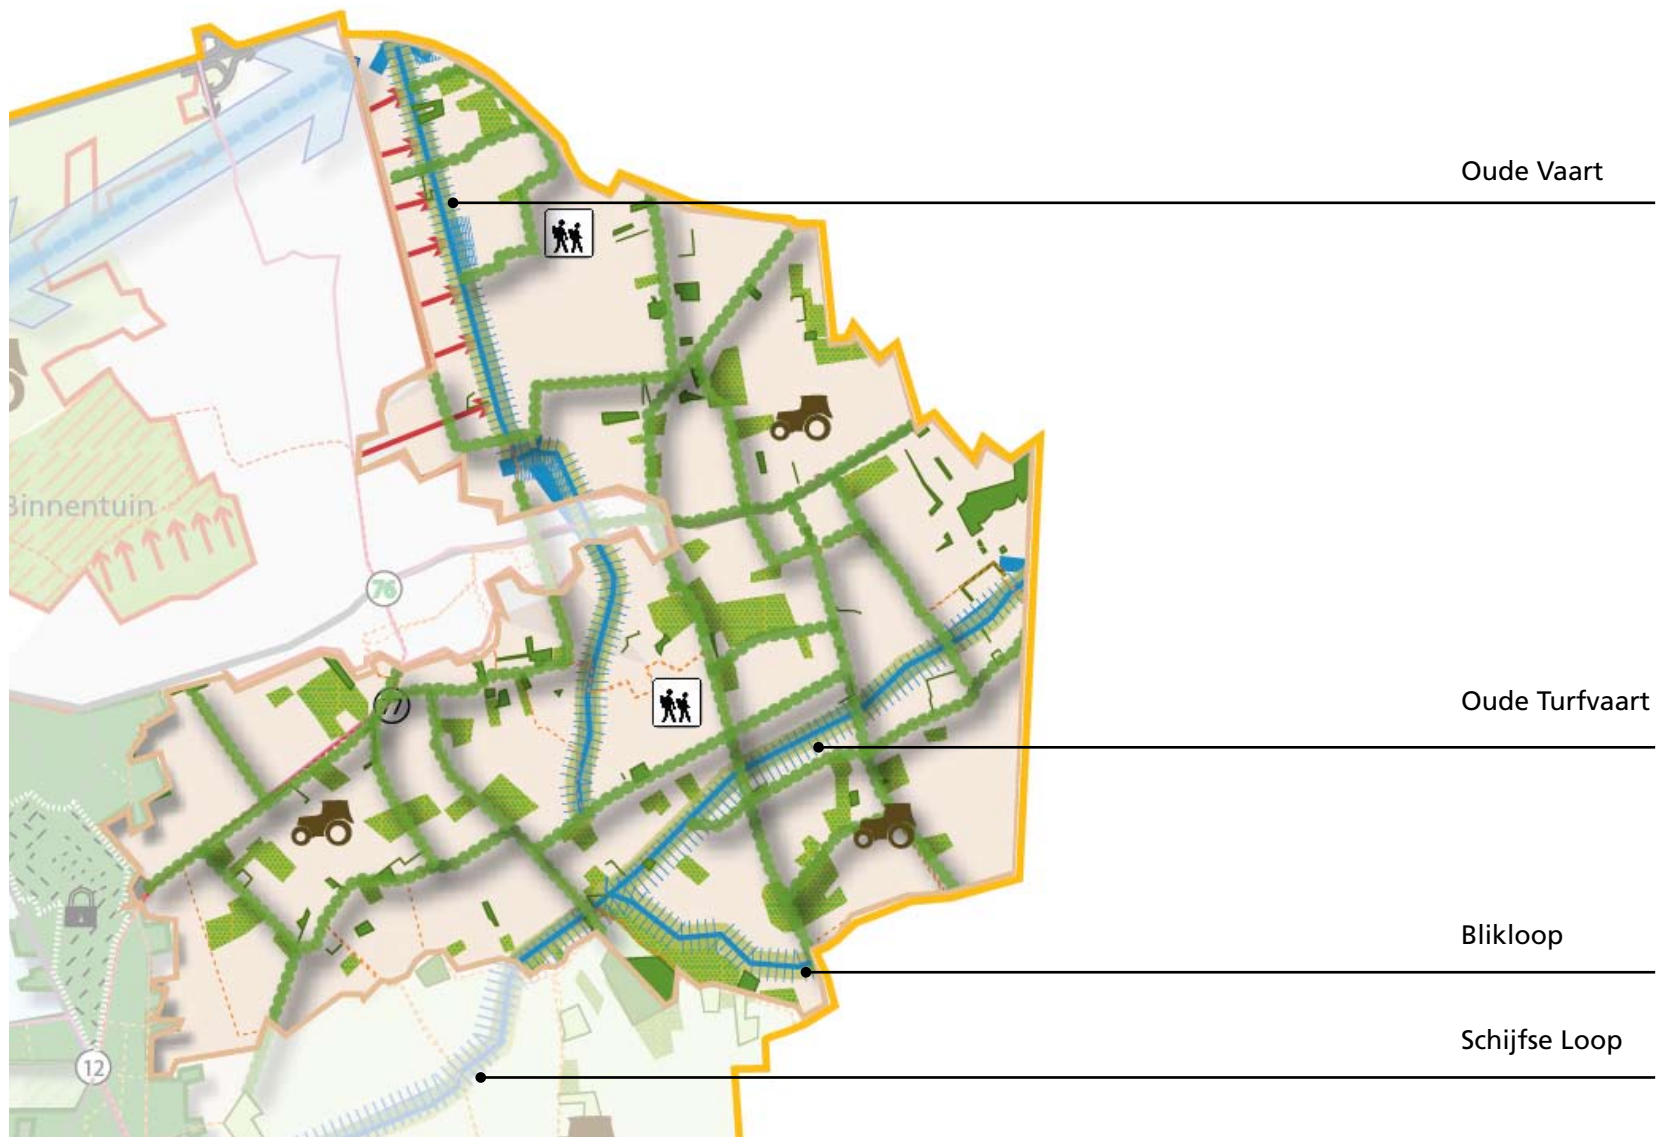 Oude Vaart
Binnentuin
76
Oude Turfvaart
77
Blikloop
Schijfse Loop
12